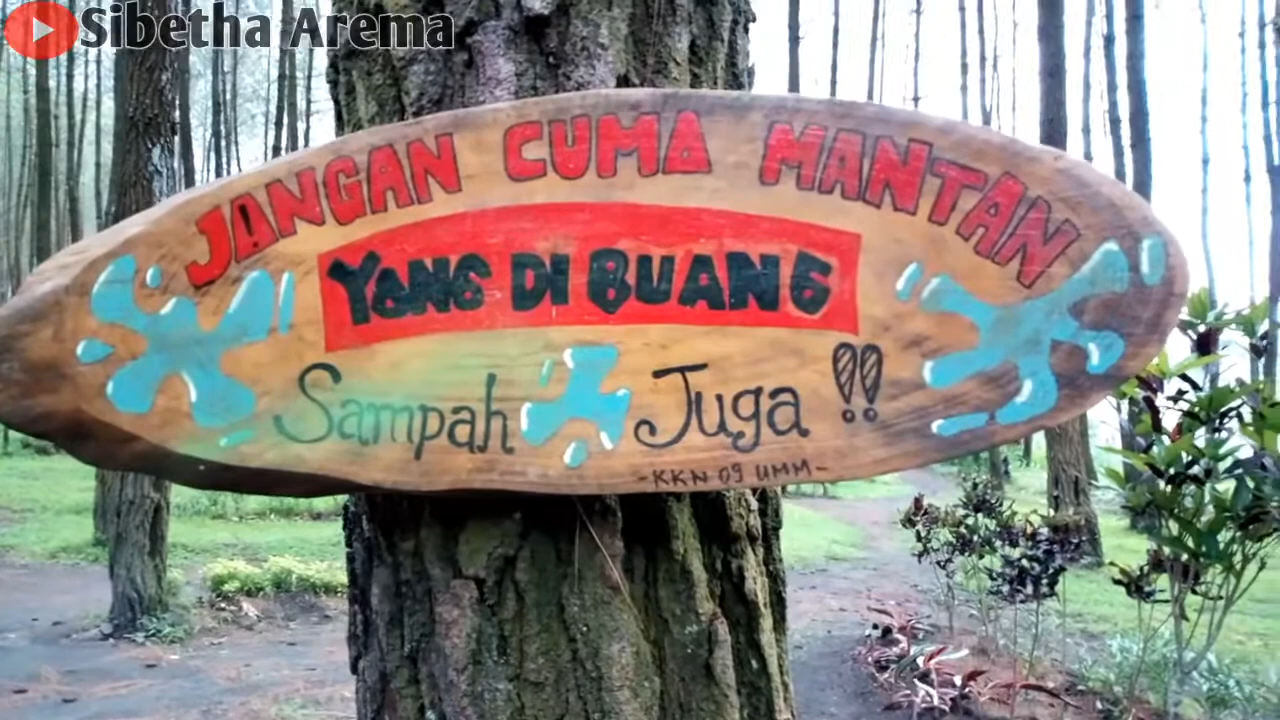 Sibetha Arema
JANGAN CUMA MANTAN
YANG DI BUANG
Sampah Juga !!
-KKN 09 UMM-